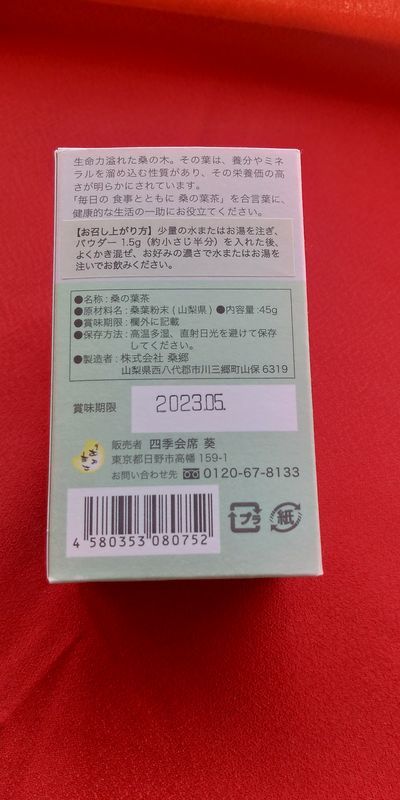 生命力溢れた桑の木。その葉は、養分やミネ
ラルを溜め込む性質があり、その栄養価の高
さが明らかにされています。
「毎日の 食事とともに 桑の葉茶」を合言葉に、
健康的な生活の一助にお役立てください。
【お召し上がり方】少量の水またはお湯を注ぎ、
パウダー 1.5g（約小さじ半分）を入れた後、
よくかき混ぜ、お好みの濃さで水またはお湯を
注いでお飲みください。
●名称：桑の葉茶
●原材料名：桑葉粉末（山梨県）●内容量：45g
●賞味期限：欄外に記載
●保存方法：高温多湿、直射日光を避けて保存
してください。
●製造者：株式会社 桑郷
山梨県西八代郡市川三郷町山保 6319
賞味期限 2023.05.
販売者 四季会席 葵
東京都日野市高幡 159-1
お問い合わせ先 0120-67-8133
4 580353 080752
プラ 紙